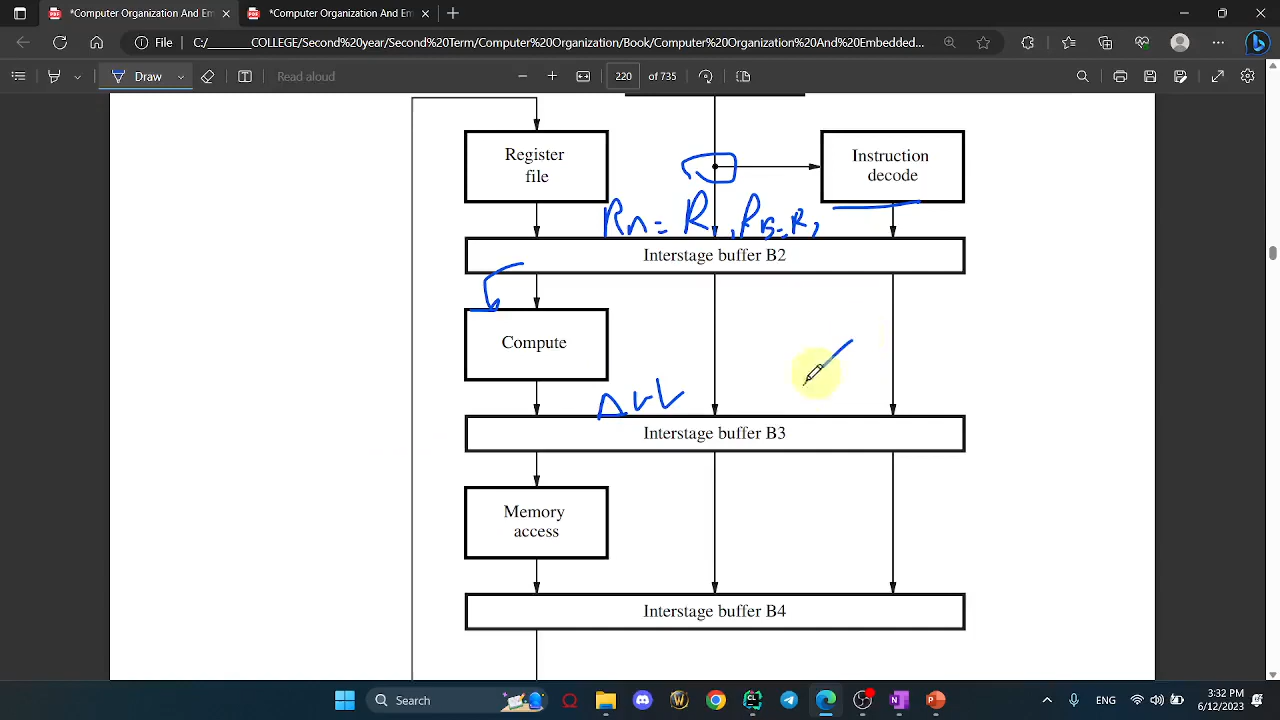 *Computer Organization And Em
*Computer Organization And Em
File
C:/______COLLEGE/Second%20year/Second%20Term/Computer%20Organization/Book/Computer%20Organization%20And%20Embedded...
Draw
Read aloud
220
of 735
Register
file
Instruction
decode
Interstage buffer B2
Compute
Interstage buffer B3
Memory
access
Interstage buffer B4
Search
ENG
3:32 PM
6/12/2023